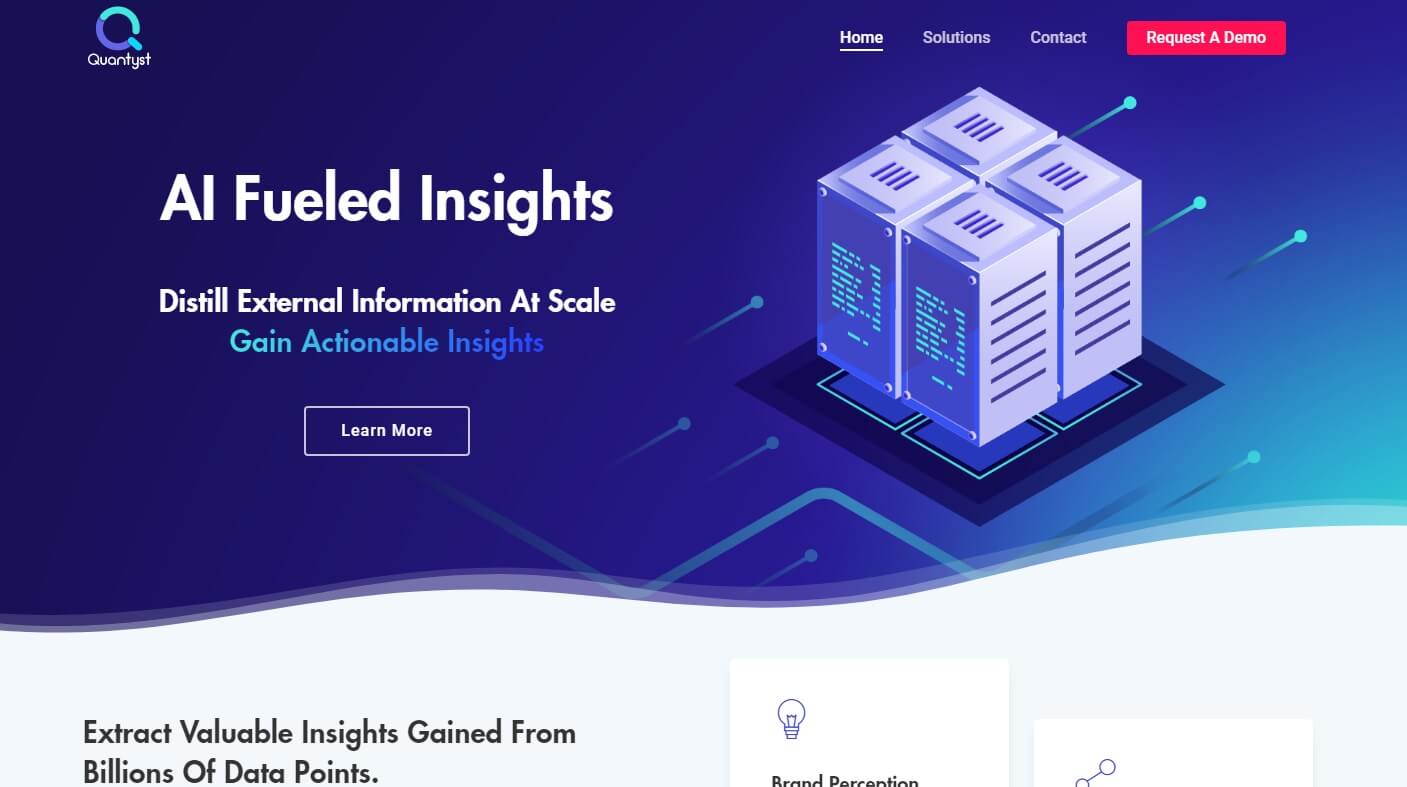 Quantyst
Home
Solutions
Contact
Request A Demo
AI Fueled Insights
Distill External Information At Scale
Gain Actionable Insights
Learn More
Extract Valuable Insights Gained From
Billions Of Data Points.
Brand Perception